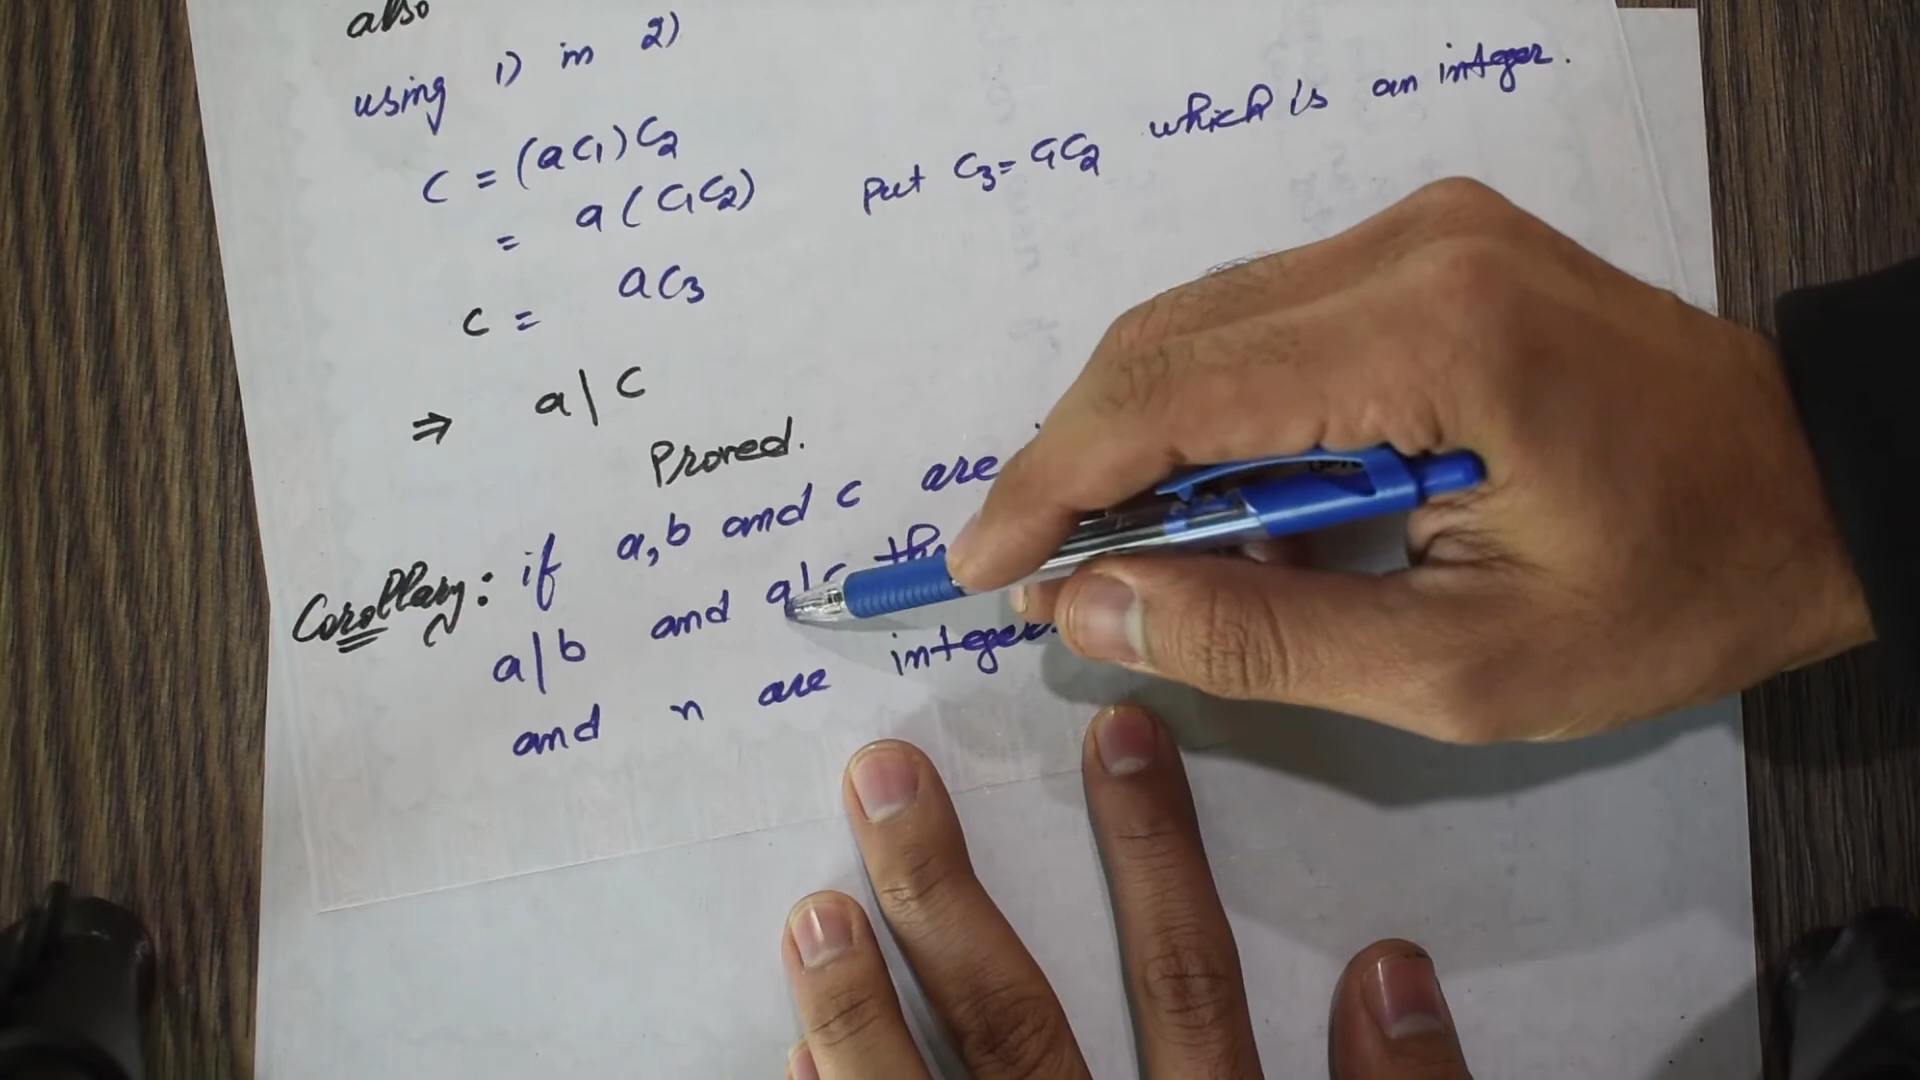 also
using 1) in 2)
C = (aC₁)C₂
= a(C₁C₂) put C₃ = C₁C₂ which is an integer.
C = aC₃
⇒ a|C
Proved.
Corollary: if a,b and c are
a|b and a|c
and n are integer